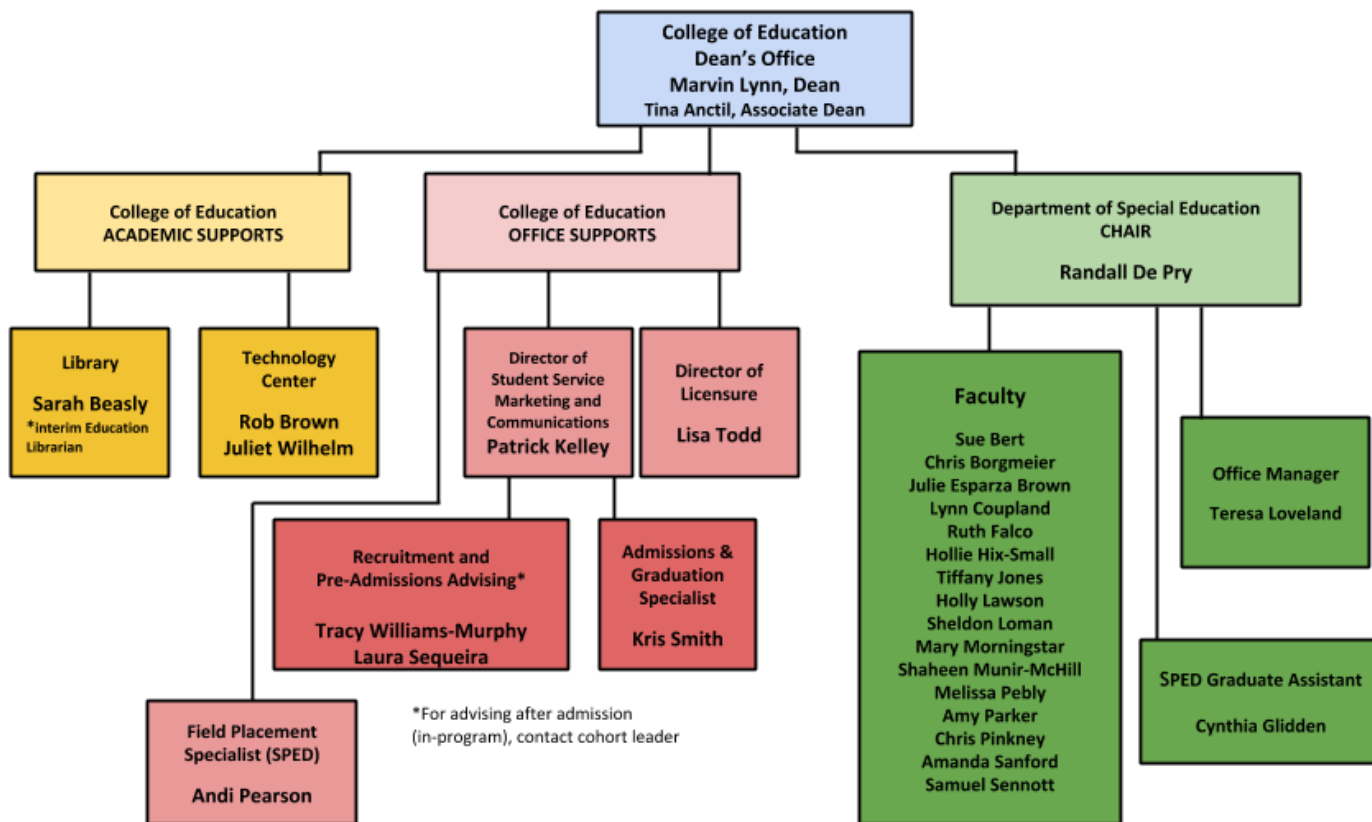 College of Education
Dean's Office
Marvin Lynn, Dean
Tina Anctil, Associate Dean
College of Education
ACADEMIC SUPPORTS
College of Education
OFFICE SUPPORTS
Department of Special Education
CHAIR
Randall De Pry
Library
Sarah Beasly
*interim Education
Librarian
Technology
Center
Rob Brown
Juliet Wilhelm
Director of
Student Service
Marketing and
Communications
Patrick Kelley
Director of
Licensure
Lisa Todd
Faculty
Sue Bert
Chris Borgmeier
Julie Esparza Brown
Lynn Coupland
Ruth Falco
Hollie Hix-Small
Tiffany Jones
Holly Lawson
Sheldon Loman
Mary Morningstar
Shaheen Munir-McHill
Melissa Pebly
Amy Parker
Chris Pinkney
Amanda Sanford
Samuel Sennott
Office Manager
Teresa Loveland
Recruitment and
Pre-Admissions Advising*
Tracy Williams-Murphy
Laura Sequeira
Admissions &
Graduation
Specialist
Kris Smith
SPED Graduate Assistant
Cynthia Glidden
Field Placement
Specialist (SPED)
Andi Pearson
*For advising after admission
(in-program), contact cohort leader